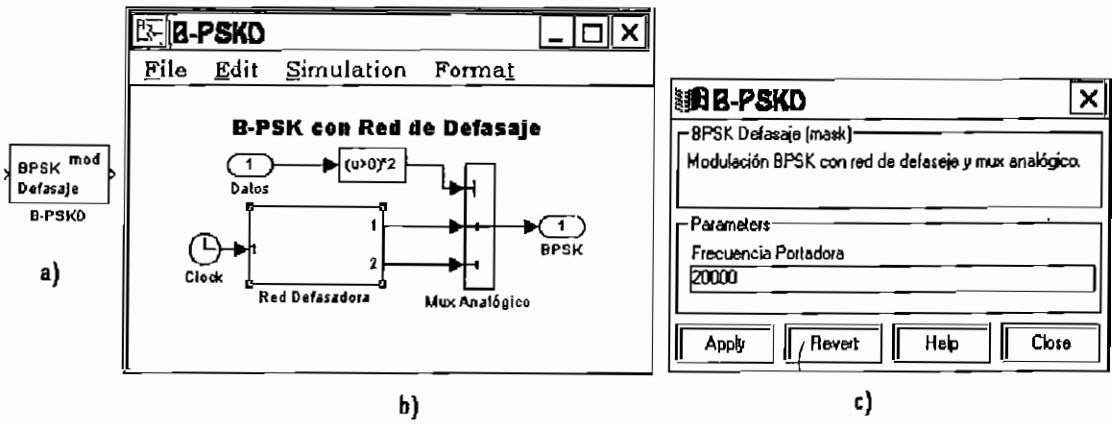 BPSK mod
Defasaje
B-PSKD
a)
B-PSKD
File Edit Simulation Format
B-PSK con Red de Defasaje
1
Datos
(u>0)*2
1
Clock
1
2
Red Defasadora
Mux Analógico
1
BPSK
b)
B-PSKD
BPSK Defasaje (mask)
Modulación BPSK con red de defaseje y mux analógico.
Parameters
Frecuencia Portadora
20000
Apply Revert Help Close
c)